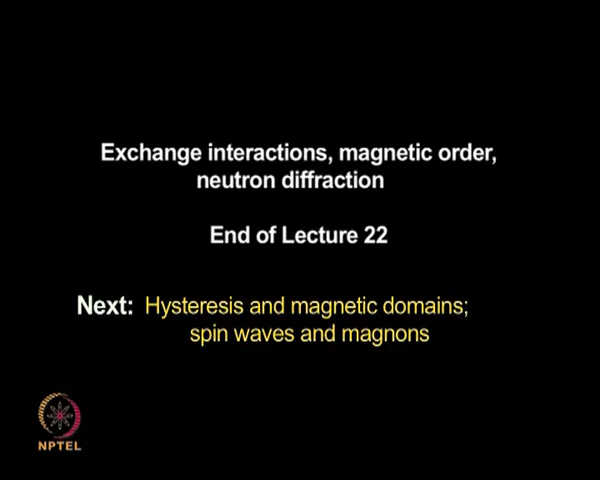 Exchange interactions, magnetic order,
neutron diffraction
End of Lecture 22
Next: Hysteresis and magnetic domains;
spin waves and magnons
NPTEL